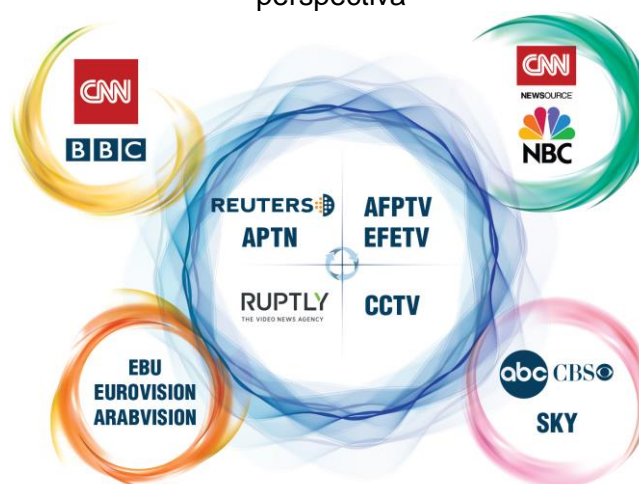 perspectiva
CNN
BBC
CNN
NEWSOURCE
NBC
REUTERS
APTN
AFPTV
EFETV
RUPTLY
THE VIDEO NEWS AGENCY
CCTV
EBU
EUROVISION
ARABVISION
abc CBS
SKY